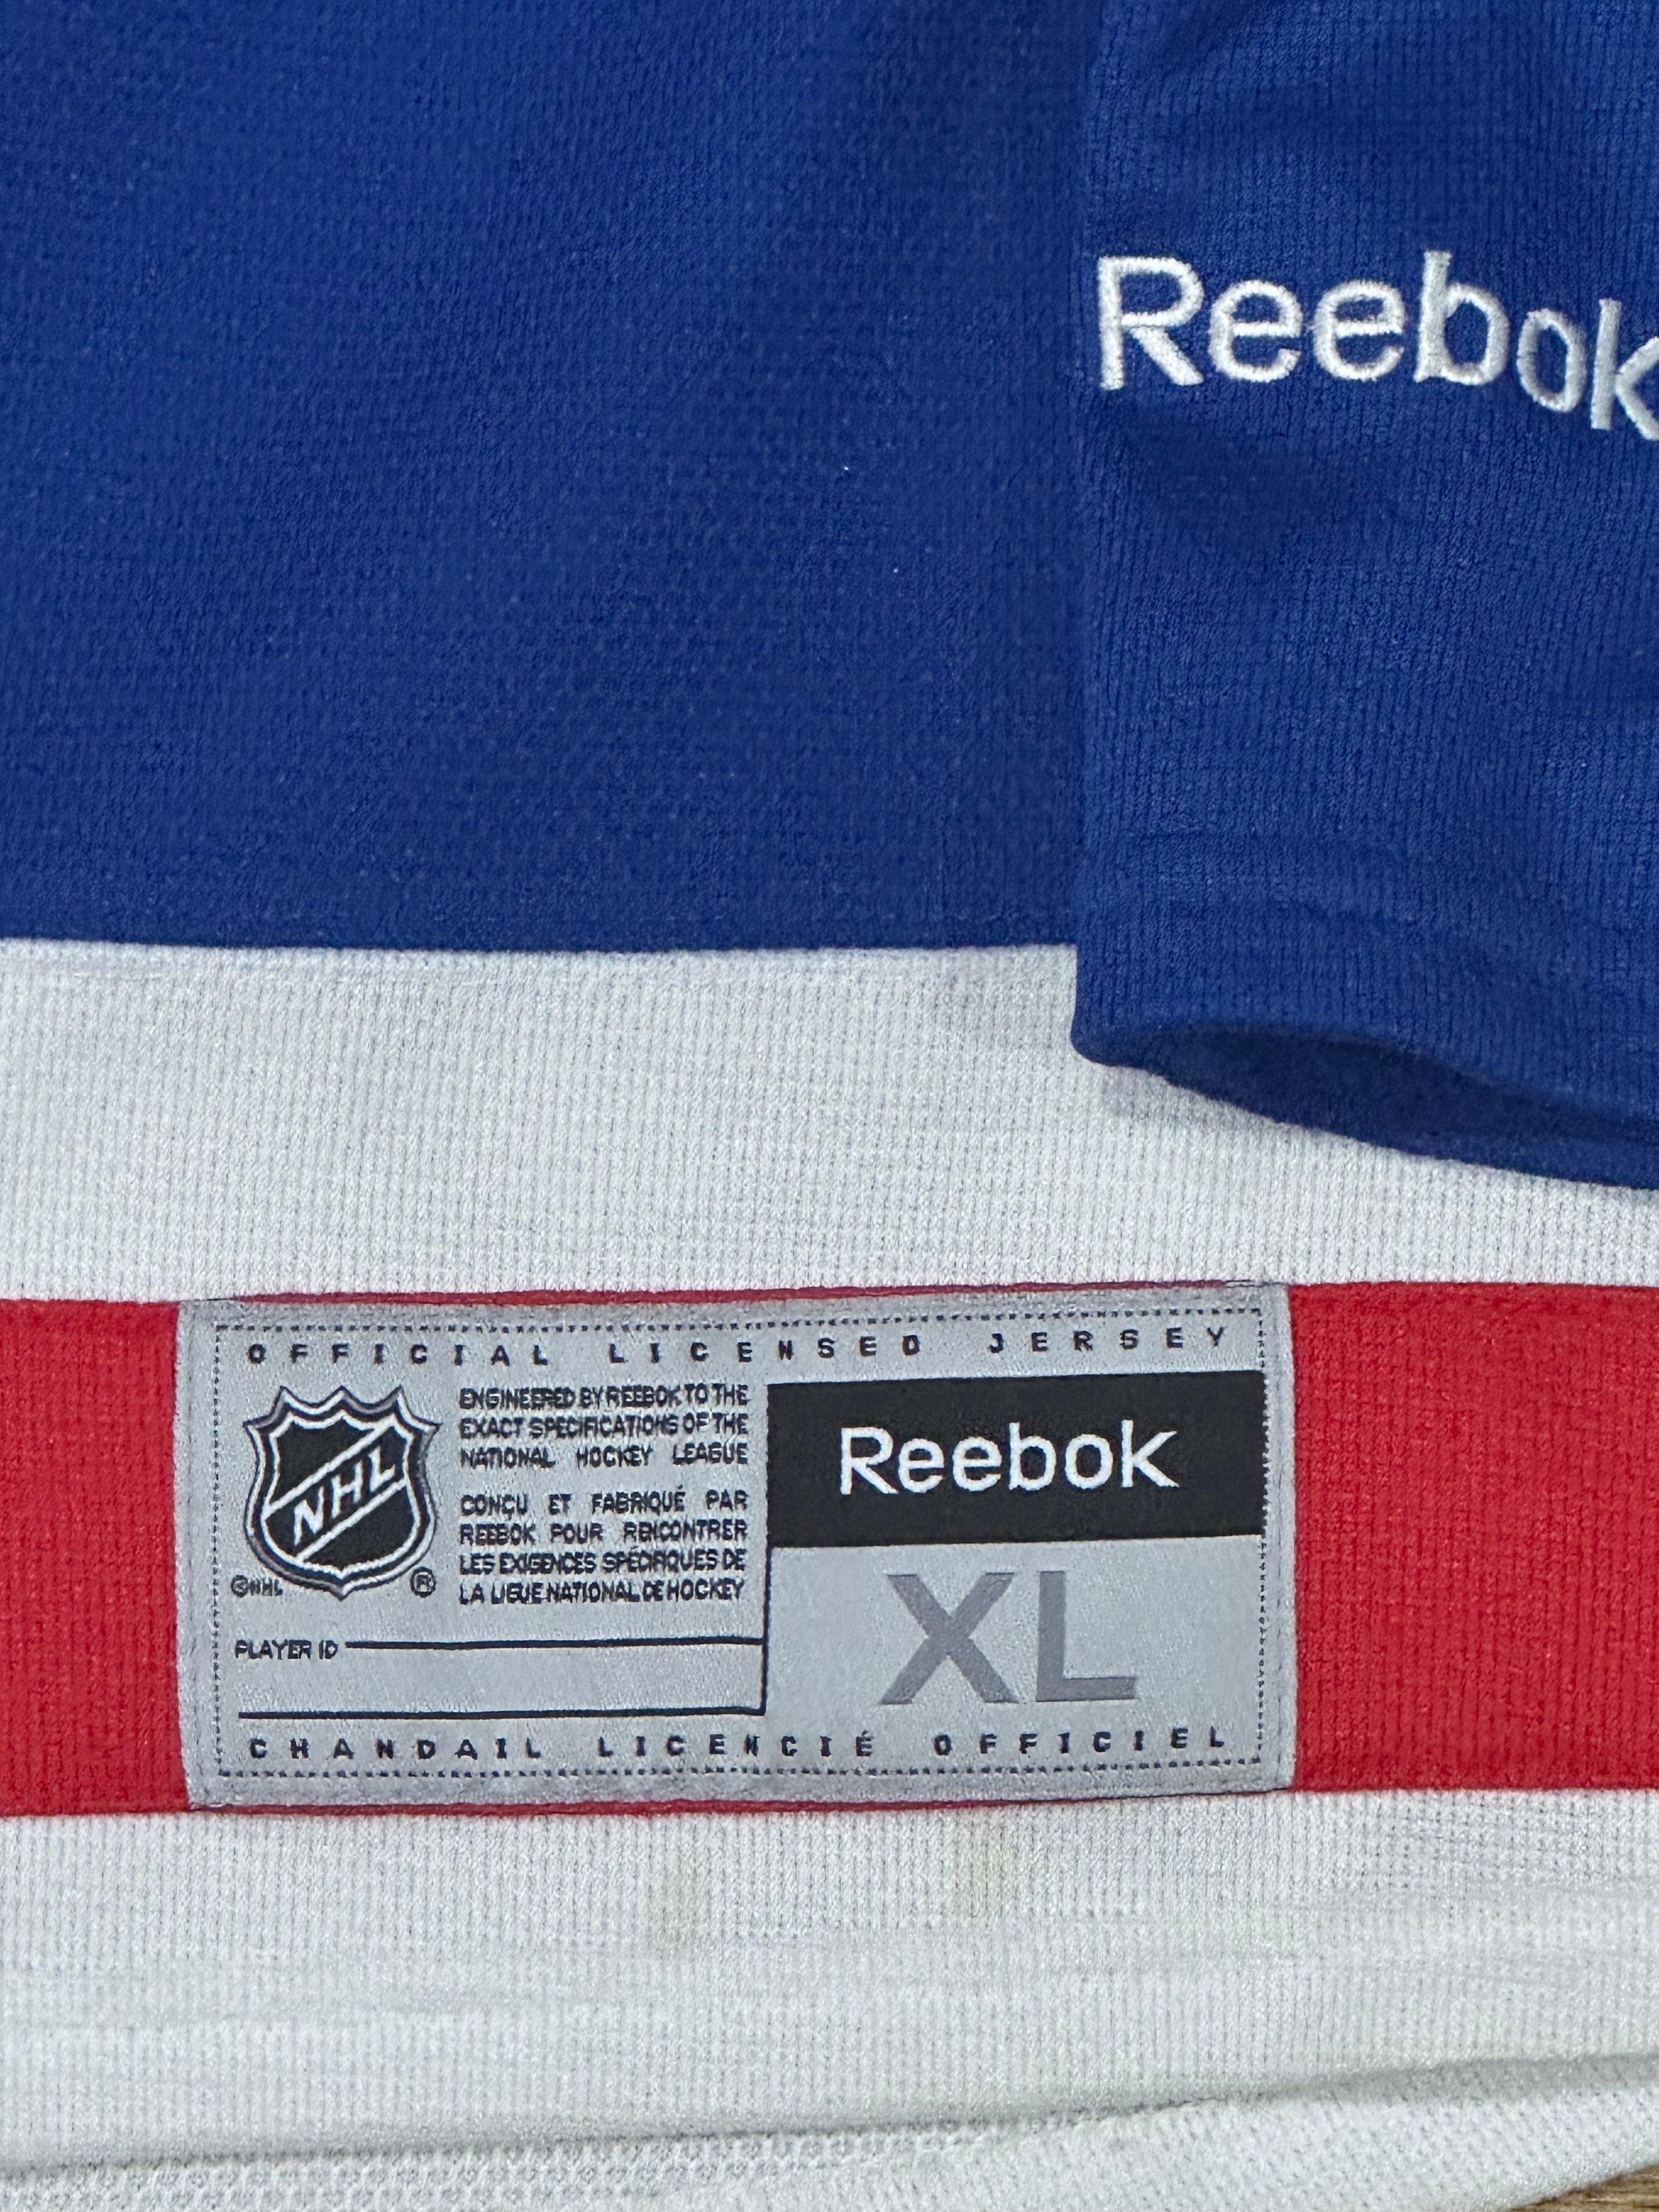 Reebok
OFFICIAL LICENSED JERSEY
NHL
©NHL
®
ENGINEERED BY REEBOK TO THE
EXACT SPECIFICATIONS OF THE
NATIONAL HOCKEY LEAGUE
CONÇU ET FABRIQUÉ PAR
REEBOK POUR RENCONTRER
LES EXIGENCES SPÉCIFIQUES DE
LA LIGUE NATIONAL DE HOCKEY
Reebok
XL
PLAYER ID
CHANDAIL LICENCIÉ OFFICIEL